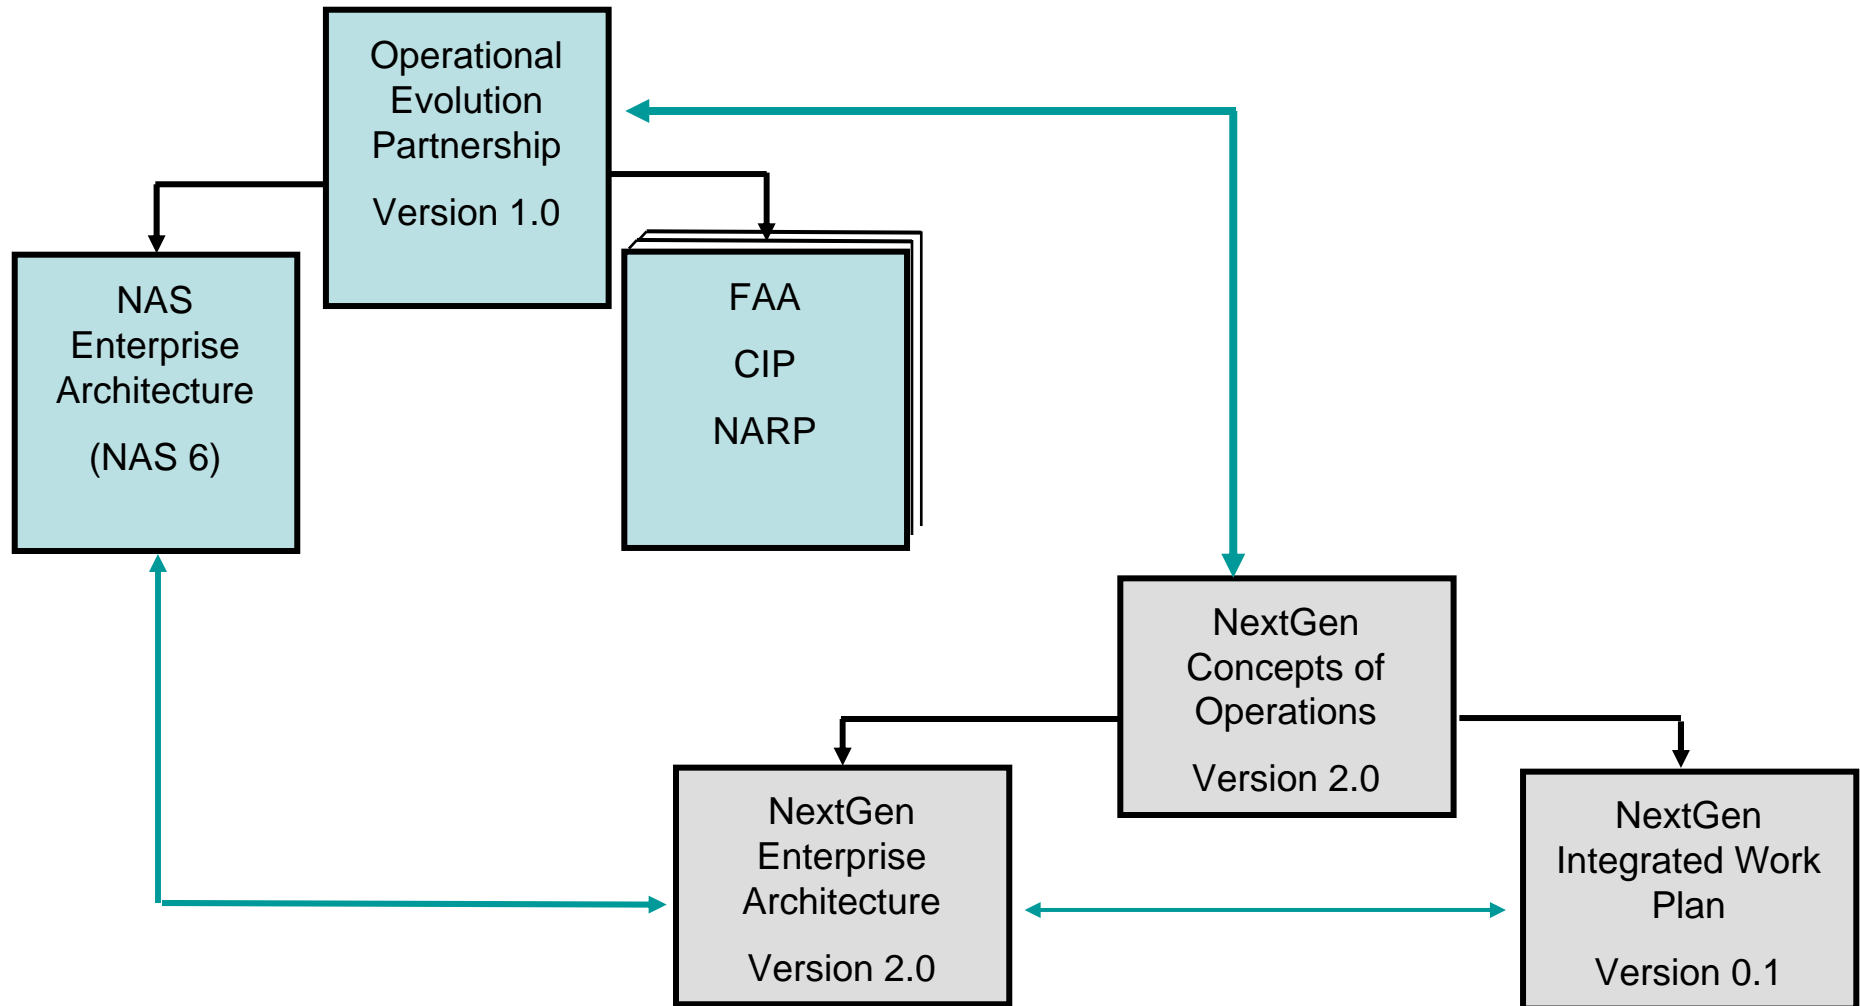 Operational
Evolution
Partnership
Version 1.0
NAS
Enterprise
Architecture
(NAS 6)
FAA
CIP
NARP
NextGen
Concepts of
Operations
Version 2.0
NextGen
Enterprise
Architecture
Version 2.0
NextGen
Integrated Work
Plan
Version 0.1